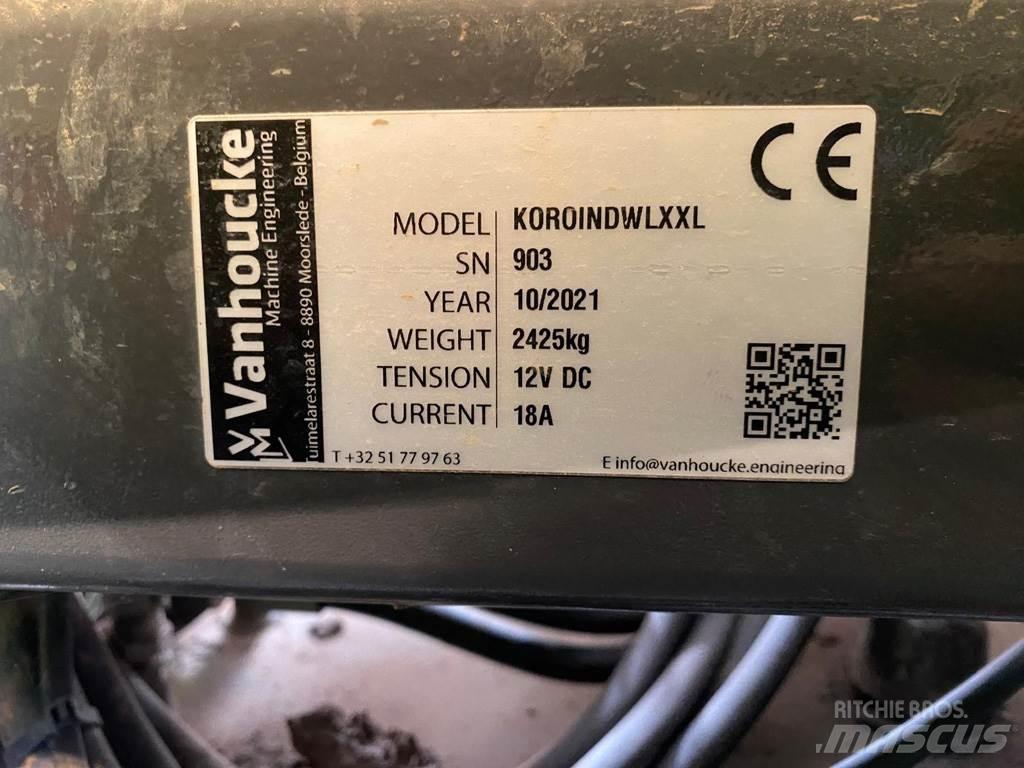 Vanhoucke
Machine Engineering
uimelarestraat 8 - 8890 Moorslede - Belgium
CE
MODEL KOROINDWLXXL
SN 903
YEAR 10/2021
WEIGHT 2425kg
TENSION 12V DC
CURRENT 18A
T +32 51 77 97 63
E info@vanhoucke.engineering
RITCHIE BROS.
MASCUS